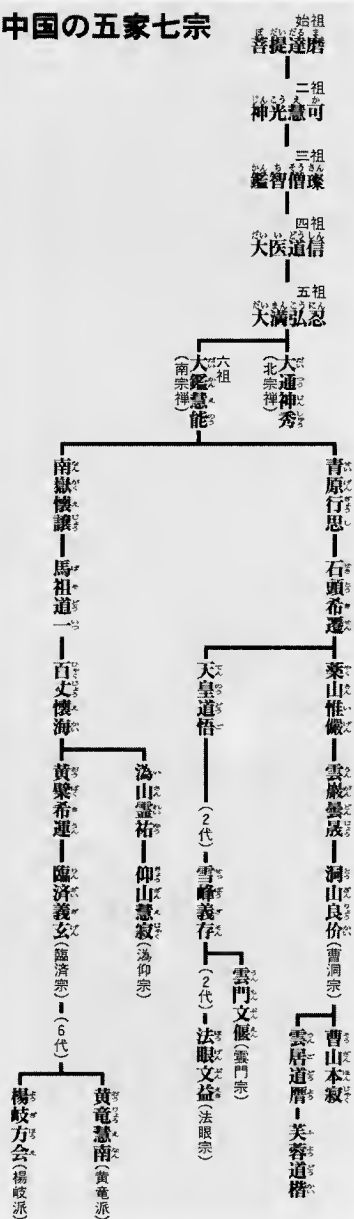 中国の五家七宗
始祖
菩提達磨
二祖
神光慧可
三祖
鑑智僧璨
四祖
大医道信
五祖
大満弘忍
大通神秀
(北宗禅)
六祖
大鑑慧能
(南宗禅)
青原行思
石頭希遷
薬山惟儼
雲巌曇晟
洞山良价
(曹洞宗)
曹山本寂
雲居道膺
芙蓉道楷
天皇道悟
(2代)
雪峰義存
雲門文偃
(雲門宗)
(2代)
法眼文益
(法眼宗)
南嶽懐譲
馬祖道一
百丈懐海
潙山霊祐
仰山慧寂
(潙仰宗)
黄檗希運
臨済義玄
(臨済宗)
(6代)
黄竜慧南
(黄竜派)
楊岐方会
(楊岐派)